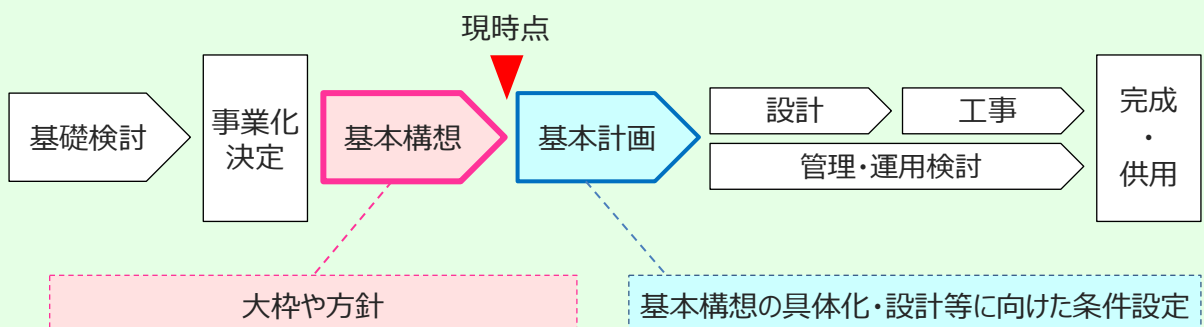 現時点
基礎検討
事業化
決定
基本構想
基本計画
設計
工事
管理・運用検討
完成
・
供用
大枠や方針
基本構想の具体化・設計等に向けた条件設定